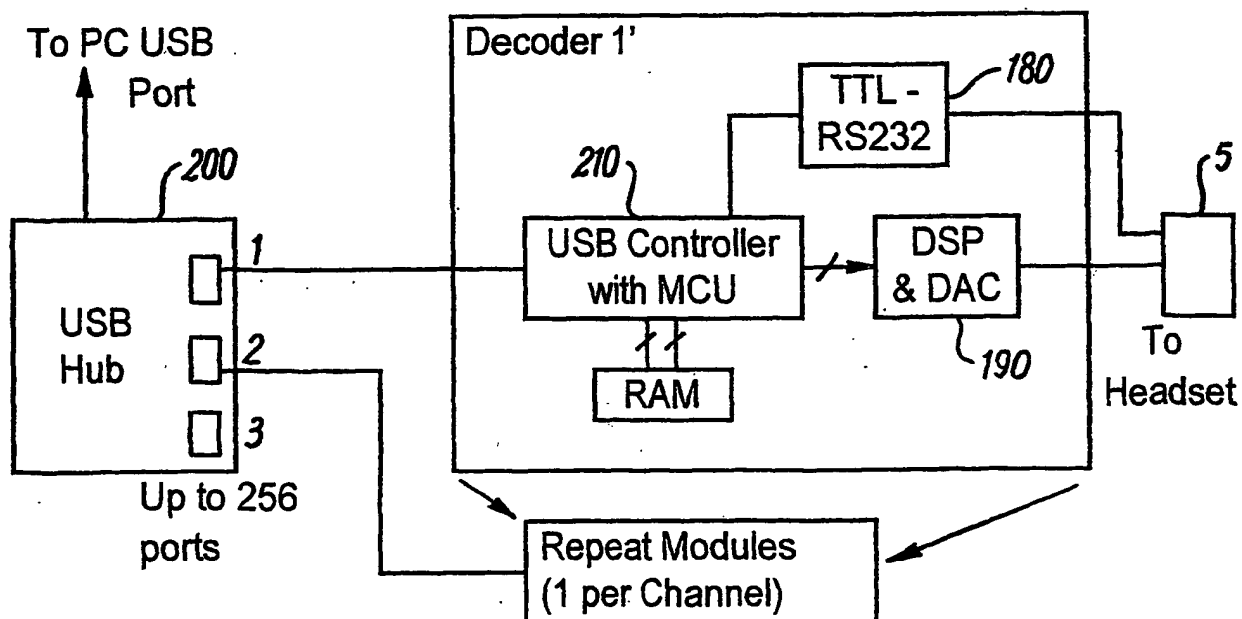 To PC USB
Port
200
1
USB
Hub
2
3
Up to 256
ports
Decoder 1'
TTL -
RS232
180
210
USB Controller
with MCU
DSP
& DAC
190
RAM
5
To
Headset
Repeat Modules
(1 per Channel)